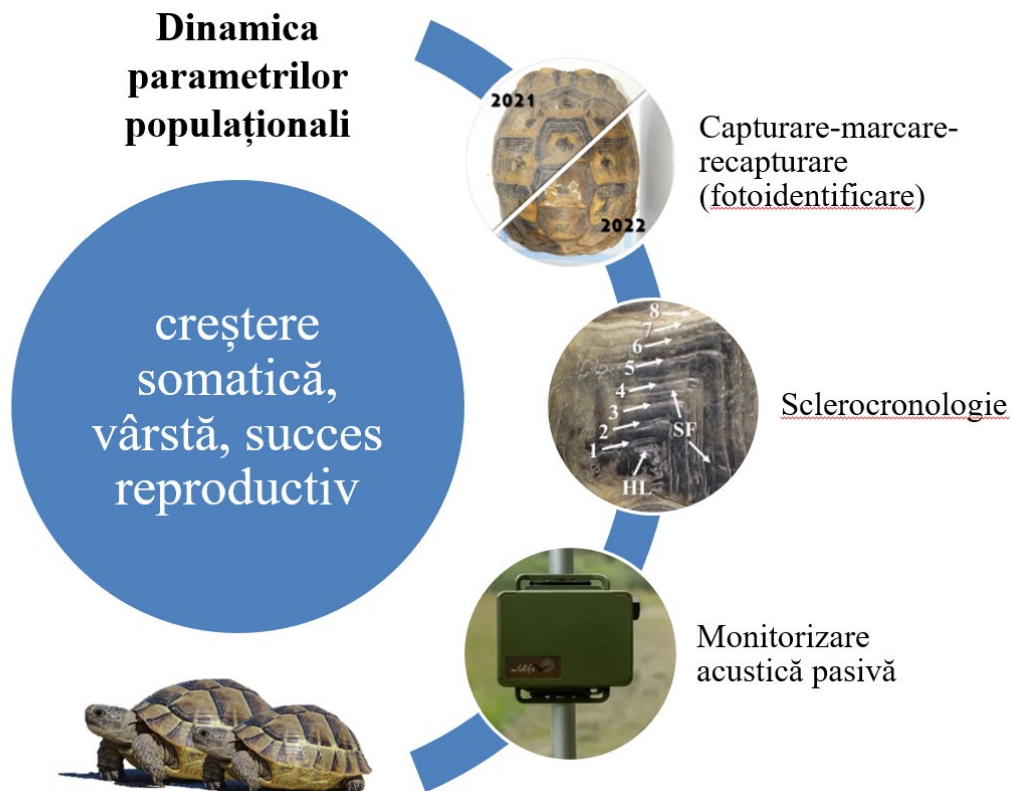 Dinamica
parametrilor
populaționali
creștere
somatică,
vârstă, succes
reproductiv
2021
2022
Capturare-marcare-
recapturare
(fotoidentificare)
8
7
6
5
4
3
2
1
SF
HL
Sclerocronologie
Monitorizare
acustică pasivă